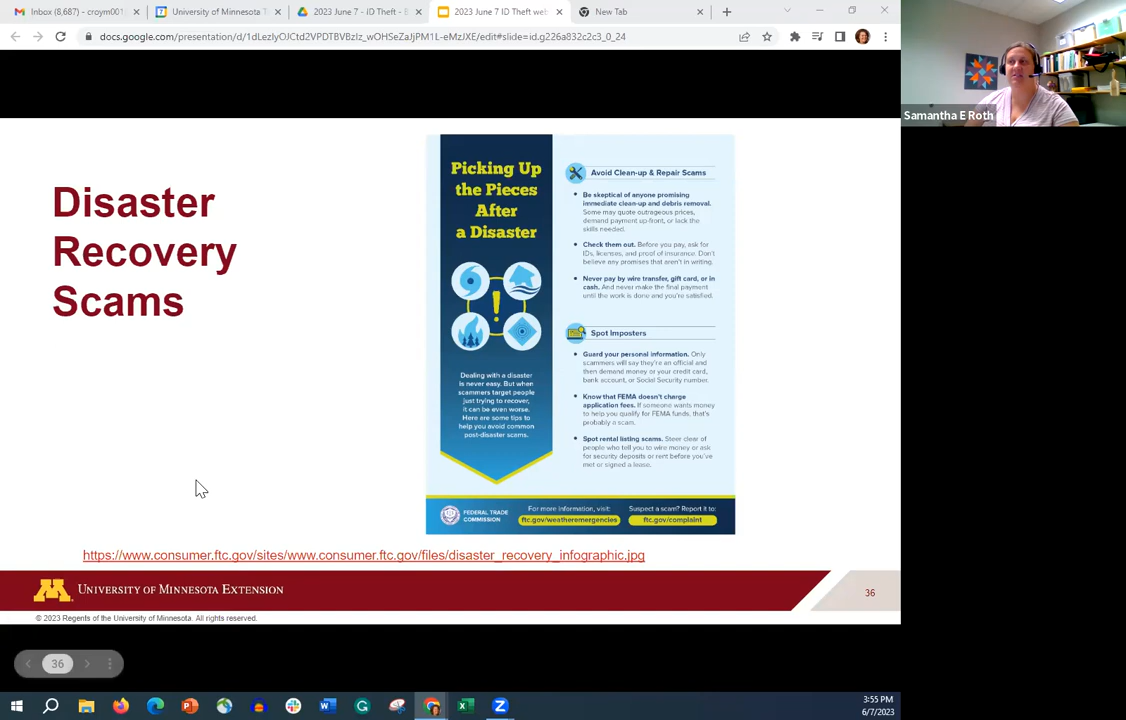 Inbox (8,687) - croym001
University of Minnesota T
2023 June 7 - ID Theft - E
2023 June 7 ID Theft web
New Tab
docs.google.com/presentation/d/1dLezIyOJCtd2VPDTBVBzIz_wOHSeZaJjPM1L-eMzJXE/edit#slide=id.g226a832c2c3_0_24
Samantha E Roth
Disaster
Recovery
Scams
Picking Up
the Pieces
After
a Disaster
Dealing with a disaster
is never easy. But when
scammers target people
just trying to recover,
it can be even worse.
Here are some tips to
help you avoid common
post-disaster scams.
Avoid Clean-up & Repair Scams
Be skeptical of anyone promising
immediate clean-up and debris removal.
Some may quote outrageous prices,
demand payment up-front, or lack the
skills needed.
Check them out. Before you pay, ask for
IDs, licenses, and proof of insurance. Don't
believe any promises that aren't in writing.
Never pay by wire transfer, gift card, or in
cash. And never make the final payment
until the work is done and you're satisfied.
Spot Imposters
Guard your personal information. Only
scammers will say they're an official and
then demand money or your credit card,
bank account, or Social Security number.
Know that FEMA doesn't charge
application fees. If someone wants money
to help you qualify for FEMA funds, that's
probably a scam.
Spot rental listing scams. Steer clear of
people who tell you to wire money or ask
for security deposits or rent before you've
met or signed a lease.
FEDERAL TRADE
COMMISSION
For more information, visit:
ftc.gov/weatheremergencies
Suspect a scam? Report it to:
ftc.gov/complaint
https://www.consumer.ftc.gov/sites/www.consumer.ftc.gov/files/disaster_recovery_infographic.jpg
UNIVERSITY OF MINNESOTA EXTENSION
36
© 2023 Regents of the University of Minnesota. All rights reserved.
36
3:55 PM
6/7/2023